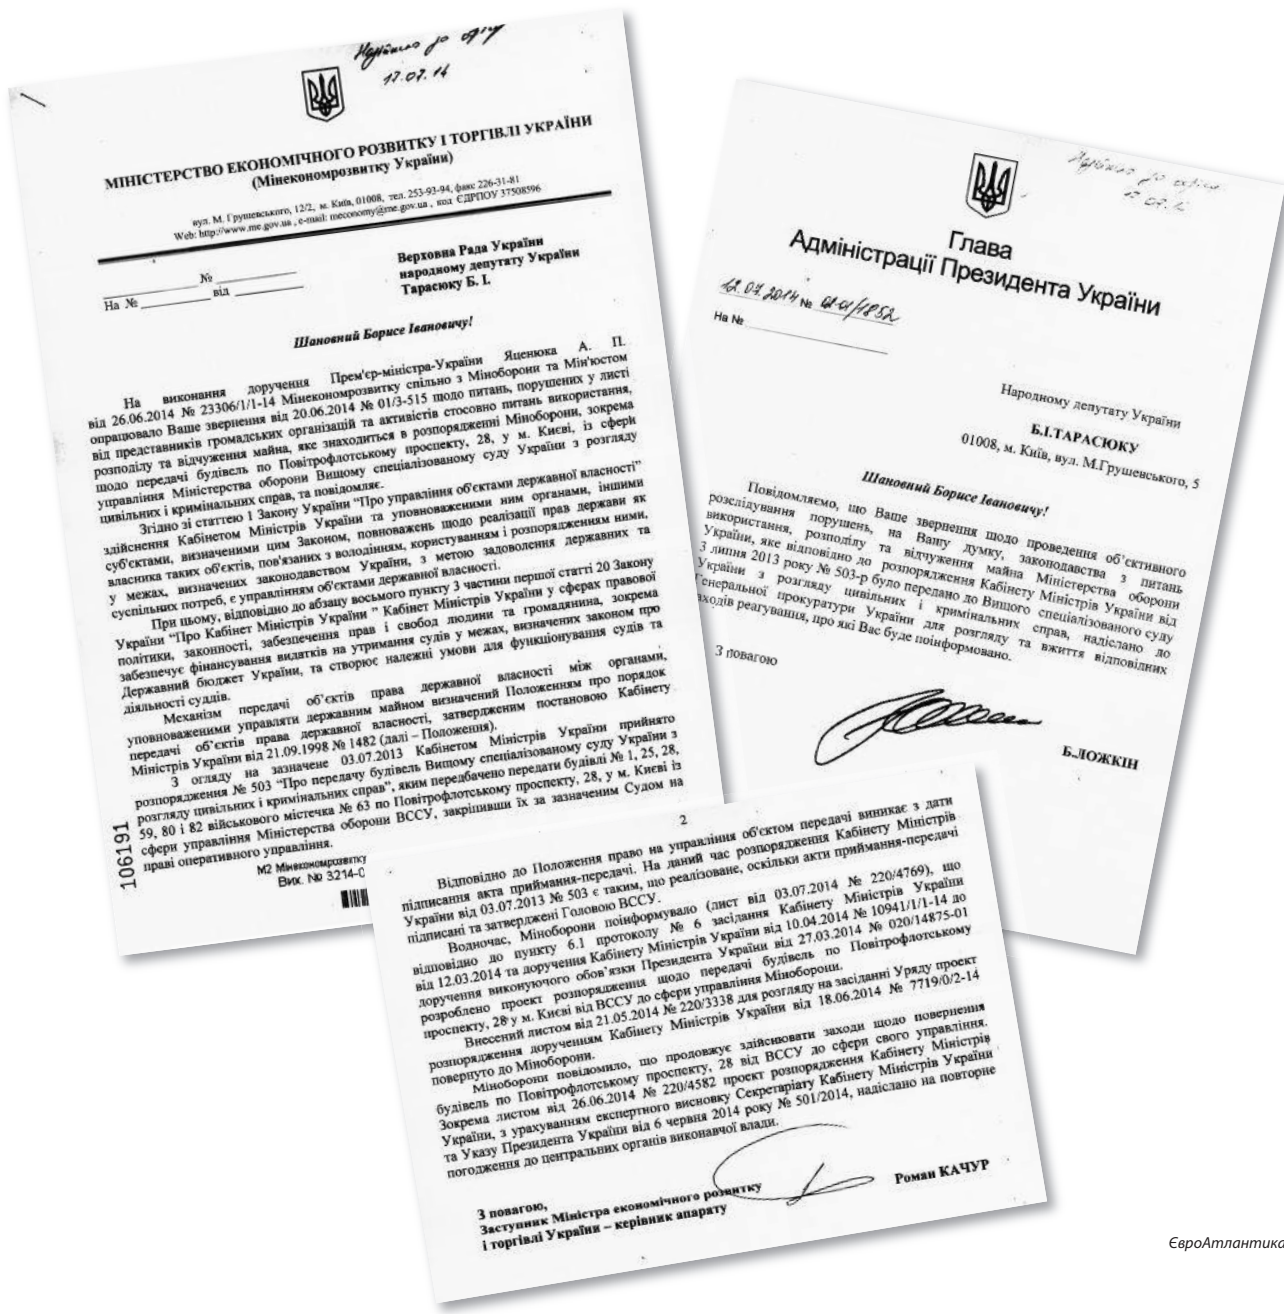 Надійшло до офісу
17.07.14
МІНІСТЕРСТВО ЕКОНОМІЧНОГО РОЗВИТКУ І ТОРГІВЛІ УКРАЇНИ
(Мінекономрозвитку України)
вул. М. Грушевського, 12/2, м. Київ, 01008, тел. 253-93-94, факс 226-31-81
Web: http://www.me.gov.ua , e-mail: meconomy@me.gov.ua , код ЄДРПОУ 37508596
№
На № від
Верховна Рада України
народному депутату України
Тарасюку Б. І.
Шановний Борисе Івановичу!
На виконання доручення Прем'єр-міністра-України Яценюка А. П.
від 26.06.2014 № 23306/1/1-14 Мінекономрозвитку спільно з Міноборони та Мін'юстом
опрацювало Ваше звернення від 20.06.2014 № 01/3-515 щодо питань, порушених у листі
від представників громадських організацій та активістів стосовно питань використання,
розподілу та відчуження майна, яке знаходиться в розпорядженні Міноборони, зокрема
щодо передачі будівель по Повітрофлотському проспекту, 28, у м. Києві, із сфери
управління Міністерства оборони Вищому спеціалізованому суду України з розгляду
цивільних і кримінальних справ, та повідомляє.
Згідно зі статтею 1 Закону України "Про управління об'єктами державної власності"
здійснення Кабінетом Міністрів України та уповноваженими ним органами, іншими
суб'єктами, визначеними цим Законом, повноважень щодо реалізації прав держави як
власника таких об'єктів, пов'язаних з володінням, користуванням і розпорядженням ними,
у межах, визначених законодавством України, з метою задоволення державних та
суспільних потреб, є управлінням об'єктами державної власності.
При цьому, відповідно до абзацу восьмого пункту 3 частини першої статті 20 Закону
України "Про Кабінет Міністрів України " Кабінет Міністрів України у сферах правової
політики, законності, забезпечення прав і свобод людини та громадянина, зокрема
забезпечує фінансування видатків на утримання судів у межах, визначених законом про
Державний бюджет України, та створює належні умови для функціонування судів та
діяльності суддів.
Механізм передачі об'єктів права державної власності між органами,
уповноваженими управляти державним майном визначений Положенням про порядок
передачі об'єктів права державної власності, затвердженим постановою Кабінету
Міністрів України від 21.09.1998 № 1482 (далі – Положення).
З огляду на зазначене 03.07.2013 Кабінетом Міністрів України прийнято
розпорядження № 503 "Про передачу будівель Вищому спеціалізованому суду України з
розгляду цивільних і кримінальних справ", яким передбачено передати будівлі № 1, 25, 28,
59, 80 і 82 військового містечка № 63 по Повітрофлотському проспекту, 28, у м. Києві із
сфери управління Міністерства оборони ВССУ, закріпивши їх за зазначеним Судом на
праві оперативного управління.
106191
М2 Мінекономрозвитку
Вих. № 3214-0
Надійшло до офісу
Глава
Адміністрації Президента України
12.07.2014 № 02-01/1852
На №
Народному депутату України
Б.І.ТАРАСЮКУ
01008, м. Київ, вул. М.Грушевського, 5
Шановний Борисе Івановичу!
Повідомляємо, що Ваше звернення щодо проведення об'єктивного
розслідування порушень, на Вашу думку, законодавства з питань
використання, розподілу та відчуження майна Міністерства оборони
України, яке відповідно до розпорядження Кабінету Міністрів України від
3 липня 2013 року № 503-р було передано до Вищого спеціалізованого суду
України з розгляду цивільних і кримінальних справ, надіслано до
Генеральної прокуратури України для розгляду та вжиття відповідних
заходів реагування, про які Вас буде поінформовано.
З повагою
Б.ЛОЖКІН
2
Відповідно до Положення право на управління об'єктом передачі виникає з дати
підписання акта приймання-передачі. На даний час розпорядження Кабінету Міністрів
України від 03.07.2013 № 503 є таким, що реалізоване, оскільки акти приймання-передачі
підписані та затверджені Головою ВССУ.
Водночас, Міноборони поінформувало (лист від 03.07.2014 № 220/4769), що
відповідно до пункту 6.1 протоколу № 6 засідання Кабінету Міністрів України
від 12.03.2014 та доручення Кабінету Міністрів України від 10.04.2014 № 10941/1/1-14 до
доручення виконуючого обов'язки Президента України від 27.03.2014 № 020/14875-01
розроблено проект розпорядження щодо передачі будівель по Повітрофлотському
проспекту, 28 у м. Києві від ВССУ до сфери управління Міноборони.
Внесений листом від 21.05.2014 № 220/3338 для розгляду на засіданні Уряду проект
розпорядження дорученням Кабінету Міністрів України від 18.06.2014 № 7719/0/2-14
повернуто до Міноборони.
Міноборони повідомило, що продовжує здійснювати заходи щодо повернення
будівель по Повітрофлотському проспекту, 28 від ВССУ до сфери свого управління.
Зокрема листом від 26.06.2014 № 220/4582 проект розпорядження Кабінету Міністрів
України, з урахуванням експертного висновку Секретаріату Кабінету Міністрів України
та Указу Президента України від 6 червня 2014 року № 501/2014, надіслано на повторне
погодження до центральних органів виконавчої влади.
З повагою,
Заступник Міністра економічного розвитку
і торгівлі України – керівник апарату
Роман КАЧУР
ЄвроАтлантика